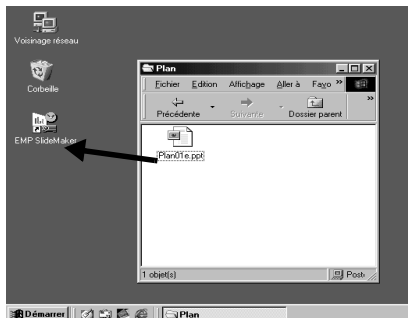 Voisinage réseau
Corbeille
EMP SlideMaker
Plan
Fichier Edition Affichage Aller à Favo »
Précédente Suivante Dossier parent »
Plan01e.ppt
1 objet(s) Poste
Démarrer Plan